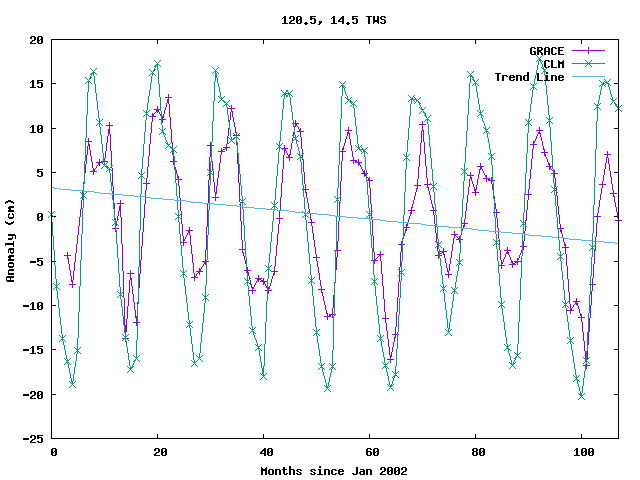 120.5, 14.5 TWS
GRACE
CLM
Trend Line
20
15
10
5
0
-5
-10
-15
-20
-25
Anomaly (cm)
0 20 40 60 80 100
Months since Jan 2002